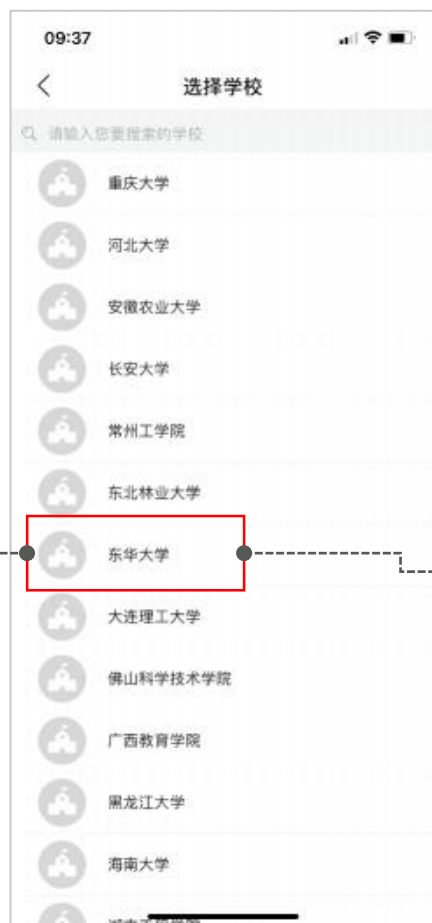 09:37
选择学校
请输入您要搜索的学校
重庆大学
河北大学
安徽农业大学
长安大学
常州工学院
东北林业大学
东华大学
大连理工大学
佛山科学技术学院
广西教育学院
黑龙江大学
海南大学